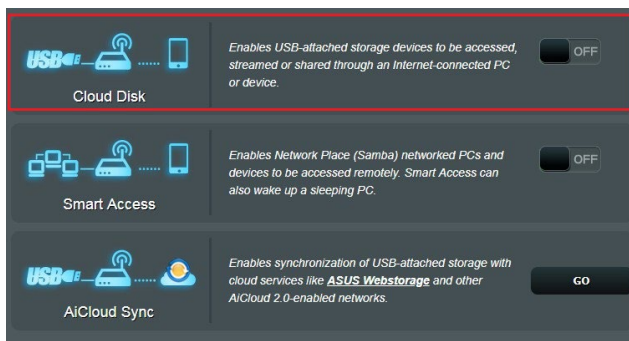 USB
Cloud Disk
Enables USB-attached storage devices to be accessed,
streamed or shared through an Internet-connected PC
or device.
OFF
Smart Access
Enables Network Place (Samba) networked PCs and
devices to be accessed remotely. Smart Access can
also wake up a sleeping PC.
OFF
USB
AiCloud Sync
Enables synchronization of USB-attached storage with
cloud services like ASUS Webstorage and other
AiCloud 2.0-enabled networks.
GO